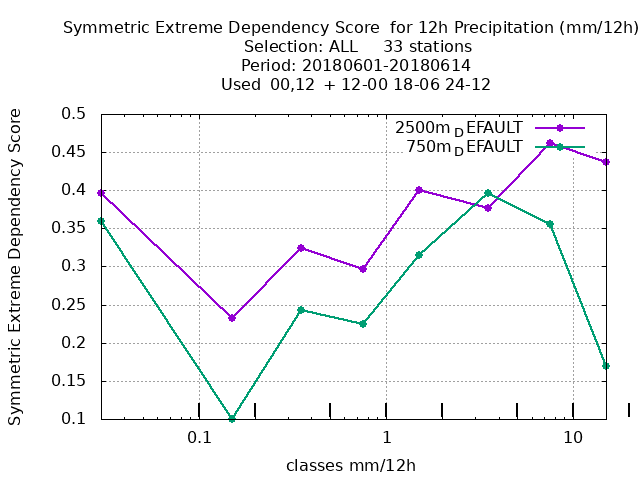 Symmetric Extreme Dependency Score  for 12h Precipitation (mm/12h)
Selection: ALL     33 stations
Period: 20180601-20180614
Used  00,12  + 12-00 18-06 24-12
2500m_DEFAULT
750m_DEFAULT
Symmetric Extreme Dependency Score
0.5
0.45
0.4
0.35
0.3
0.25
0.2
0.15
0.1
0.1
1
10
classes mm/12h